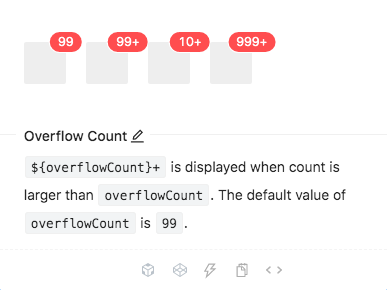 99 99+ 10+ 999+
Overflow Count
${overflowCount}+ is displayed when count is
larger than overflowCount . The default value of
overflowCount is 99 .